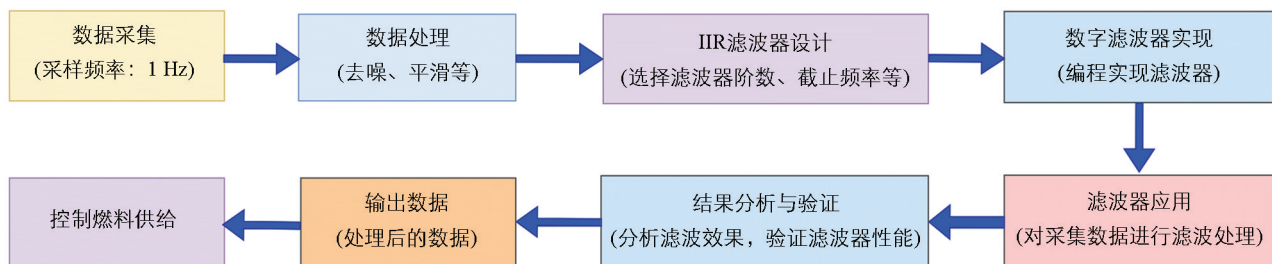 数据采集
(采样频率：1 Hz)
数据处理
(去噪、平滑等)
IIR滤波器设计
(选择滤波器阶数、截止频率等)
数字滤波器实现
(编程实现滤波器)
滤波器应用
(对采集数据进行滤波处理)
结果分析与验证
(分析滤波效果，验证滤波器性能)
输出数据
(处理后的数据)
控制燃料供给